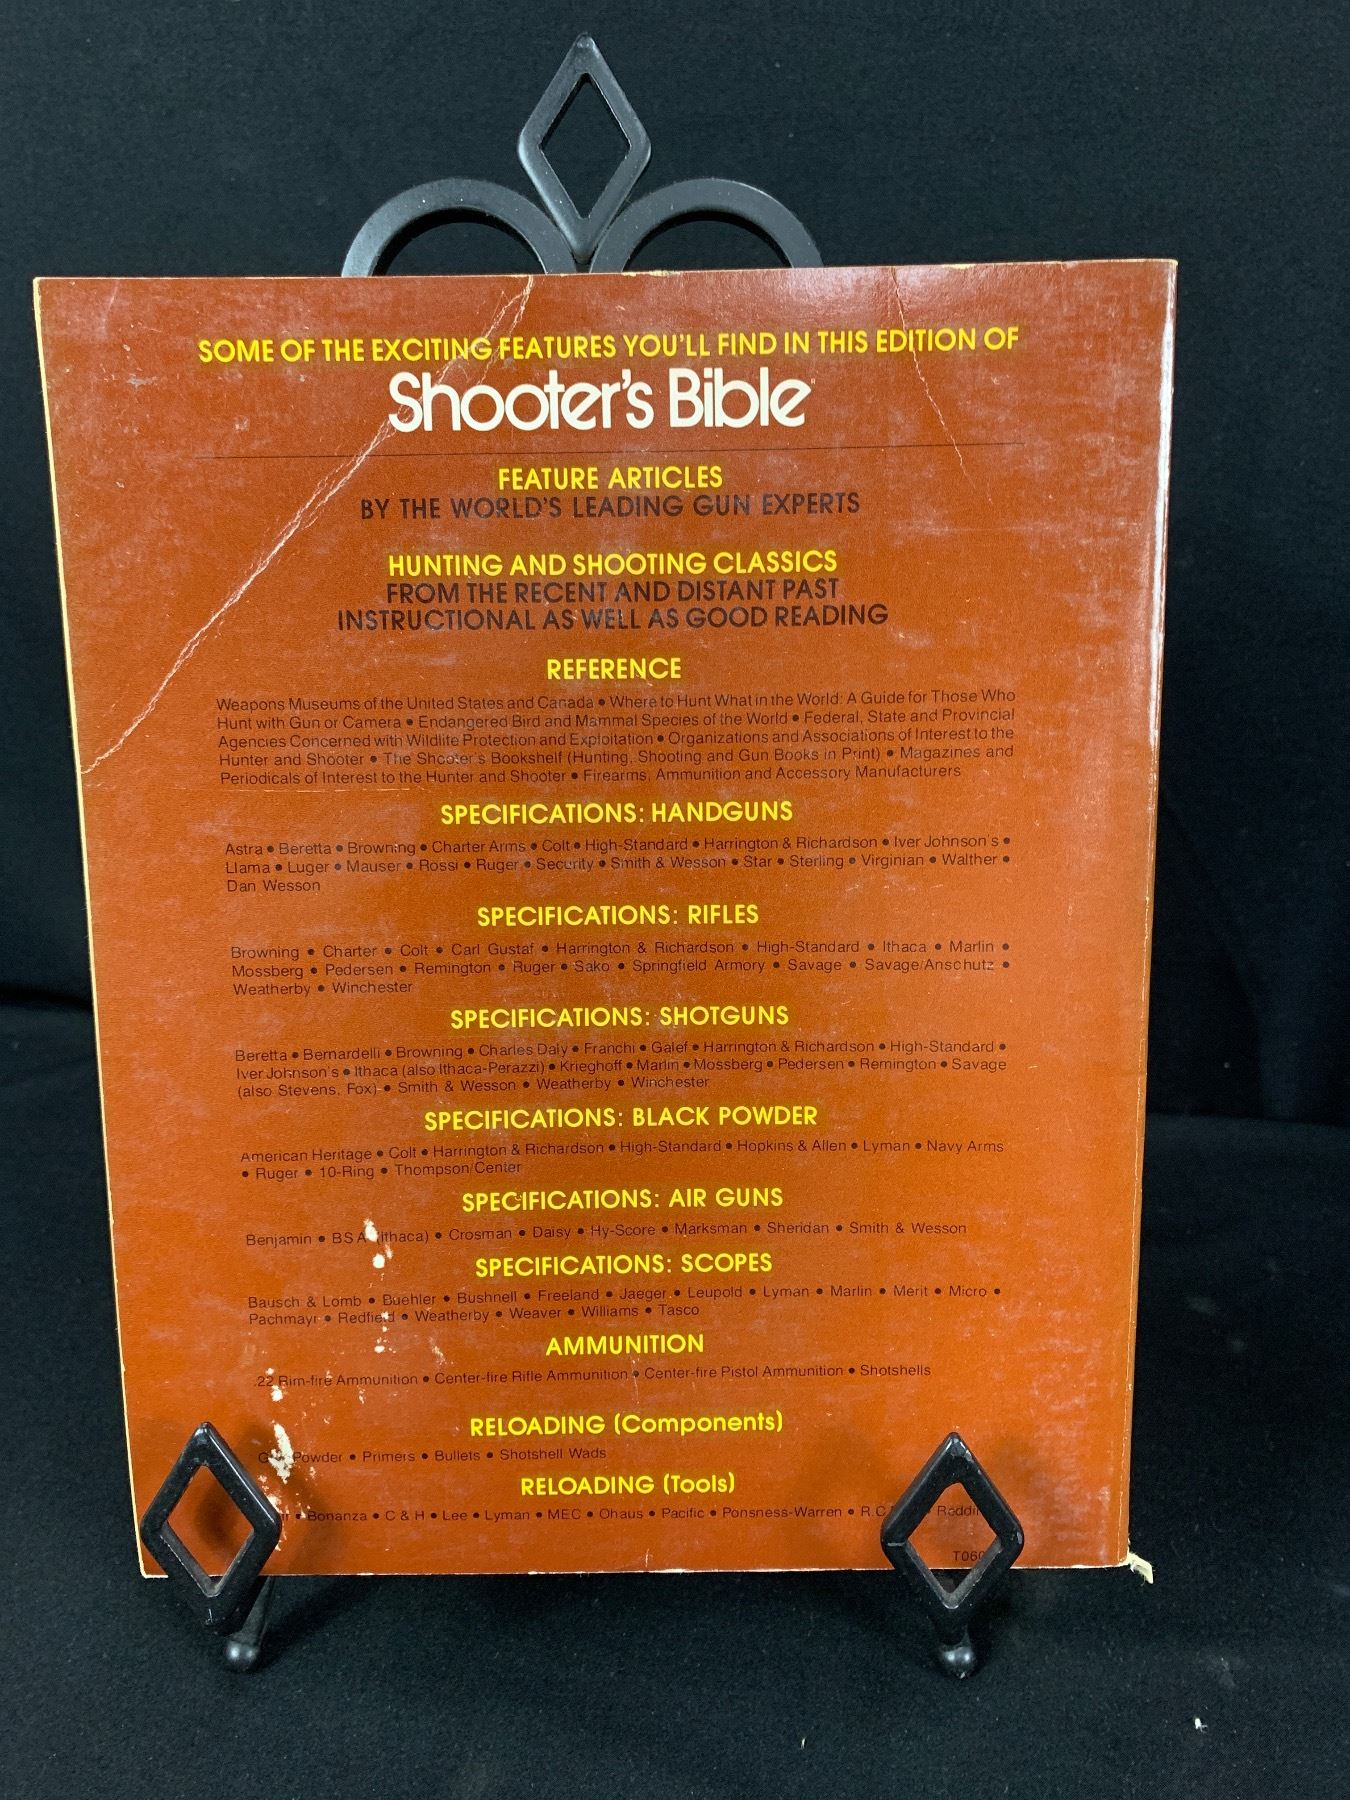 SOME OF THE EXCITING FEATURES YOU'LL FIND IN THIS EDITION OF
Shooter's Bible
FEATURE ARTICLES
BY THE WORLD'S LEADING GUN EXPERTS
HUNTING AND SHOOTING CLASSICS
FROM THE RECENT AND DISTANT PAST
INSTRUCTIONAL AS WELL AS GOOD READING
REFERENCE
Weapons Museums of the United States and Canada • Where to Hunt What in the World: A Guide for Those Who
Hunt with Gun or Camera • Endangered Bird and Mammal Species of the World • Federal, State and Provincial
Agencies Concerned with Wildlife Protection and Exploitation • Organizations and Associations of Interest to the
Hunter and Shooter • The Shooter's Bookshelf (Hunting, Shooting and Gun Books in Print) • Magazines and
Periodicals of Interest to the Hunter and Shooter • Firearms, Ammunition and Accessory Manufacturers
SPECIFICATIONS: HANDGUNS
Astra • Beretta • Browning • Charter Arms • Colt • High-Standard • Harrington & Richardson • Iver Johnson's •
Llama • Luger • Mauser • Rossi • Ruger • Security • Smith & Wesson • Star • Sterling • Virginian • Walther •
Dan Wesson
SPECIFICATIONS: RIFLES
Browning • Charter • Colt • Carl Gustaf • Harrington & Richardson • High-Standard • Ithaca • Marlin •
Mossberg • Pedersen • Remington • Ruger • Sako • Springfield Armory • Savage • Savage/Anschutz •
Weatherby • Winchester
SPECIFICATIONS: SHOTGUNS
Beretta • Bernardelli • Browning • Charles Daly • Franchi • Galef • Harrington & Richardson • High-Standard •
Iver Johnson's • Ithaca (also Ithaca-Perazzi) • Krieghoff • Marlin • Mossberg • Pedersen • Remington • Savage
(also Stevens, Fox) • Smith & Wesson • Weatherby • Winchester
SPECIFICATIONS: BLACK POWDER
American Heritage • Colt • Harrington & Richardson • High-Standard • Hopkins & Allen • Lyman • Navy Arms
• Ruger • 10-Ring • Thompson/Center
SPECIFICATIONS: AIR GUNS
Benjamin • BSA (Ithaca) • Crosman • Daisy • Hy-Score • Marksman • Sheridan • Smith & Wesson
SPECIFICATIONS: SCOPES
Bausch & Lomb • Buehler • Bushnell • Freeland • Jaeger • Leupold • Lyman • Marlin • Merit • Micro •
Pachmayr • Redfield • Weatherby • Weaver • Williams • Tasco
AMMUNITION
.22 Rim-fire Ammunition • Center-fire Rifle Ammunition • Center-fire Pistol Ammunition • Shotshells
RELOADING (Components)
Powder • Primers • Bullets • Shotshell Wads
RELOADING (Tools)
• Bonanza • C & H • Lee • Lyman • MEC • Ohaus • Pacific • Ponsness-Warren •